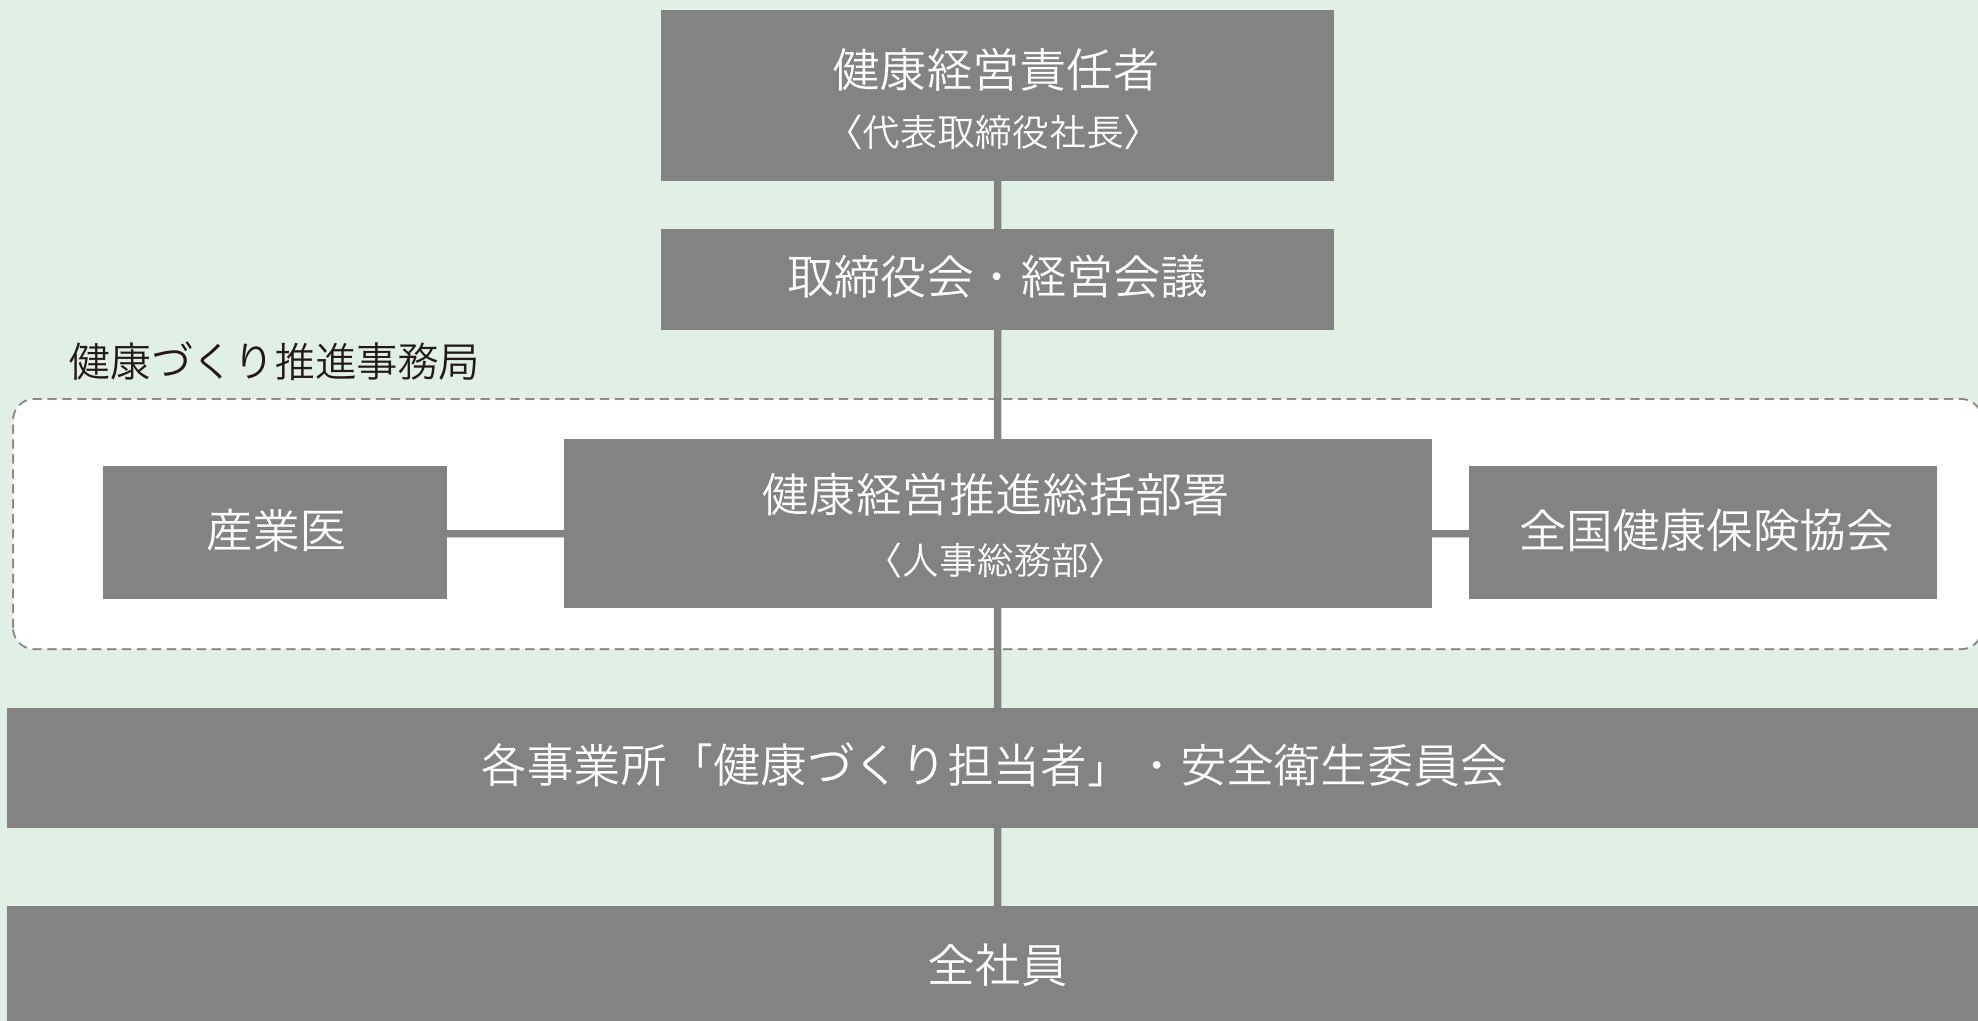 健康経営責任者
〈代表取締役社長〉
取締役会・経営会議
健康づくり推進事務局
産業医
健康経営推進総括部署
〈人事総務部〉
全国健康保険協会
各事業所「健康づくり担当者」・安全衛生委員会
全社員